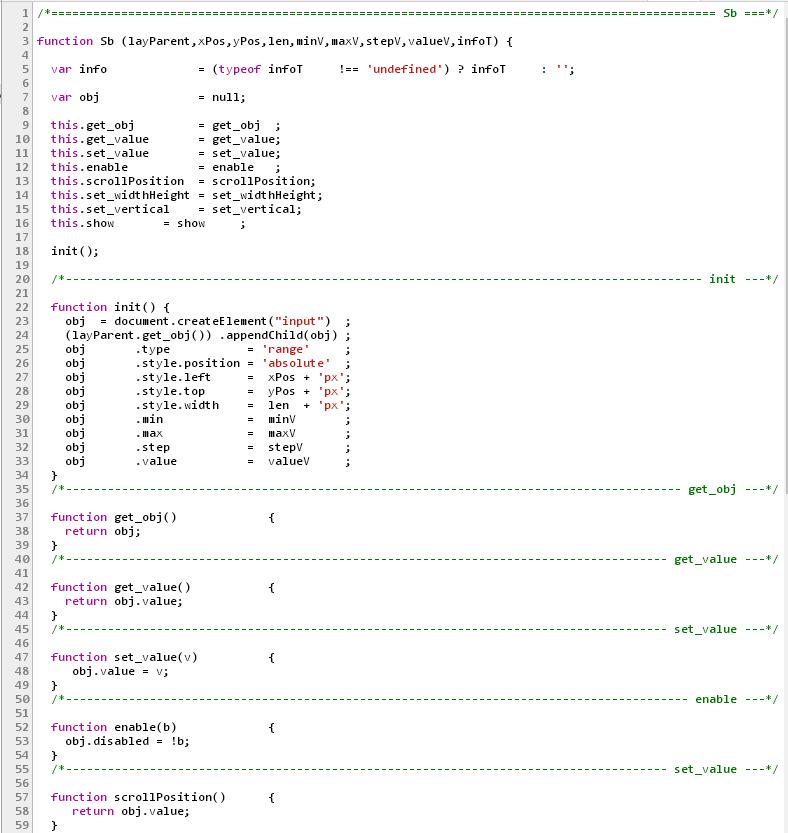 1 /*=============================================================================================== Sb ===*/
2
3 function Sb (layParent,xPos,yPos,len,minV,maxV,stepV,valueV,infoT) {
4
5   var info             = (typeof infoT     !== 'undefined') ? infoT     : '';
6
7   var obj              = null;
8
9   this.get_obj         = get_obj  ;
10   this.get_value       = get_value;
11   this.set_value       = set_value;
12   this.enable          = enable   ;
13   this.scrollPosition  = scrollPosition;
14   this.set_widthHeight = set_widthHeight;
15   this.set_vertical    = set_vertical;
16   this.show       = show     ;
17
18   init();
19
20   /*------------------------------------------------------------------------------------------- init ---*/
21
22   function init() {
23     obj  = document.createElement("input")  ;
24     (layParent.get_obj()) .appendChild(obj) ;
25     obj       .type           = 'range'     ;
26     obj       .style.position = 'absolute'  ;
27     obj       .style.left     =  xPos + 'px';
28     obj       .style.top      =  yPos + 'px';
29     obj       .style.width    =  len  + 'px';
30     obj       .min            =  minV       ;
31     obj       .max            =  maxV       ;
32     obj       .step           =  stepV      ;
33     obj       .value          =  valueV     ;
34   }
35   /*---------------------------------------------------------------------------------------- get_obj ---*/
36
37   function get_obj()             {
38     return obj;
39   }
40   /*-------------------------------------------------------------------------------------- get_value ---*/
41
42   function get_value()           {
43     return obj.value;
44   }
45   /*-------------------------------------------------------------------------------------- set_value ---*/
46
47   function set_value(v)          {
48      obj.value = v;
49   }
50   /*----------------------------------------------------------------------------------------- enable ---*/
51
52   function enable(b)             {
53     obj.disabled = !b;
54   }
55   /*-------------------------------------------------------------------------------------- set_value ---*/
56
57   function scrollPosition()      {
58      return obj.value;
59   }